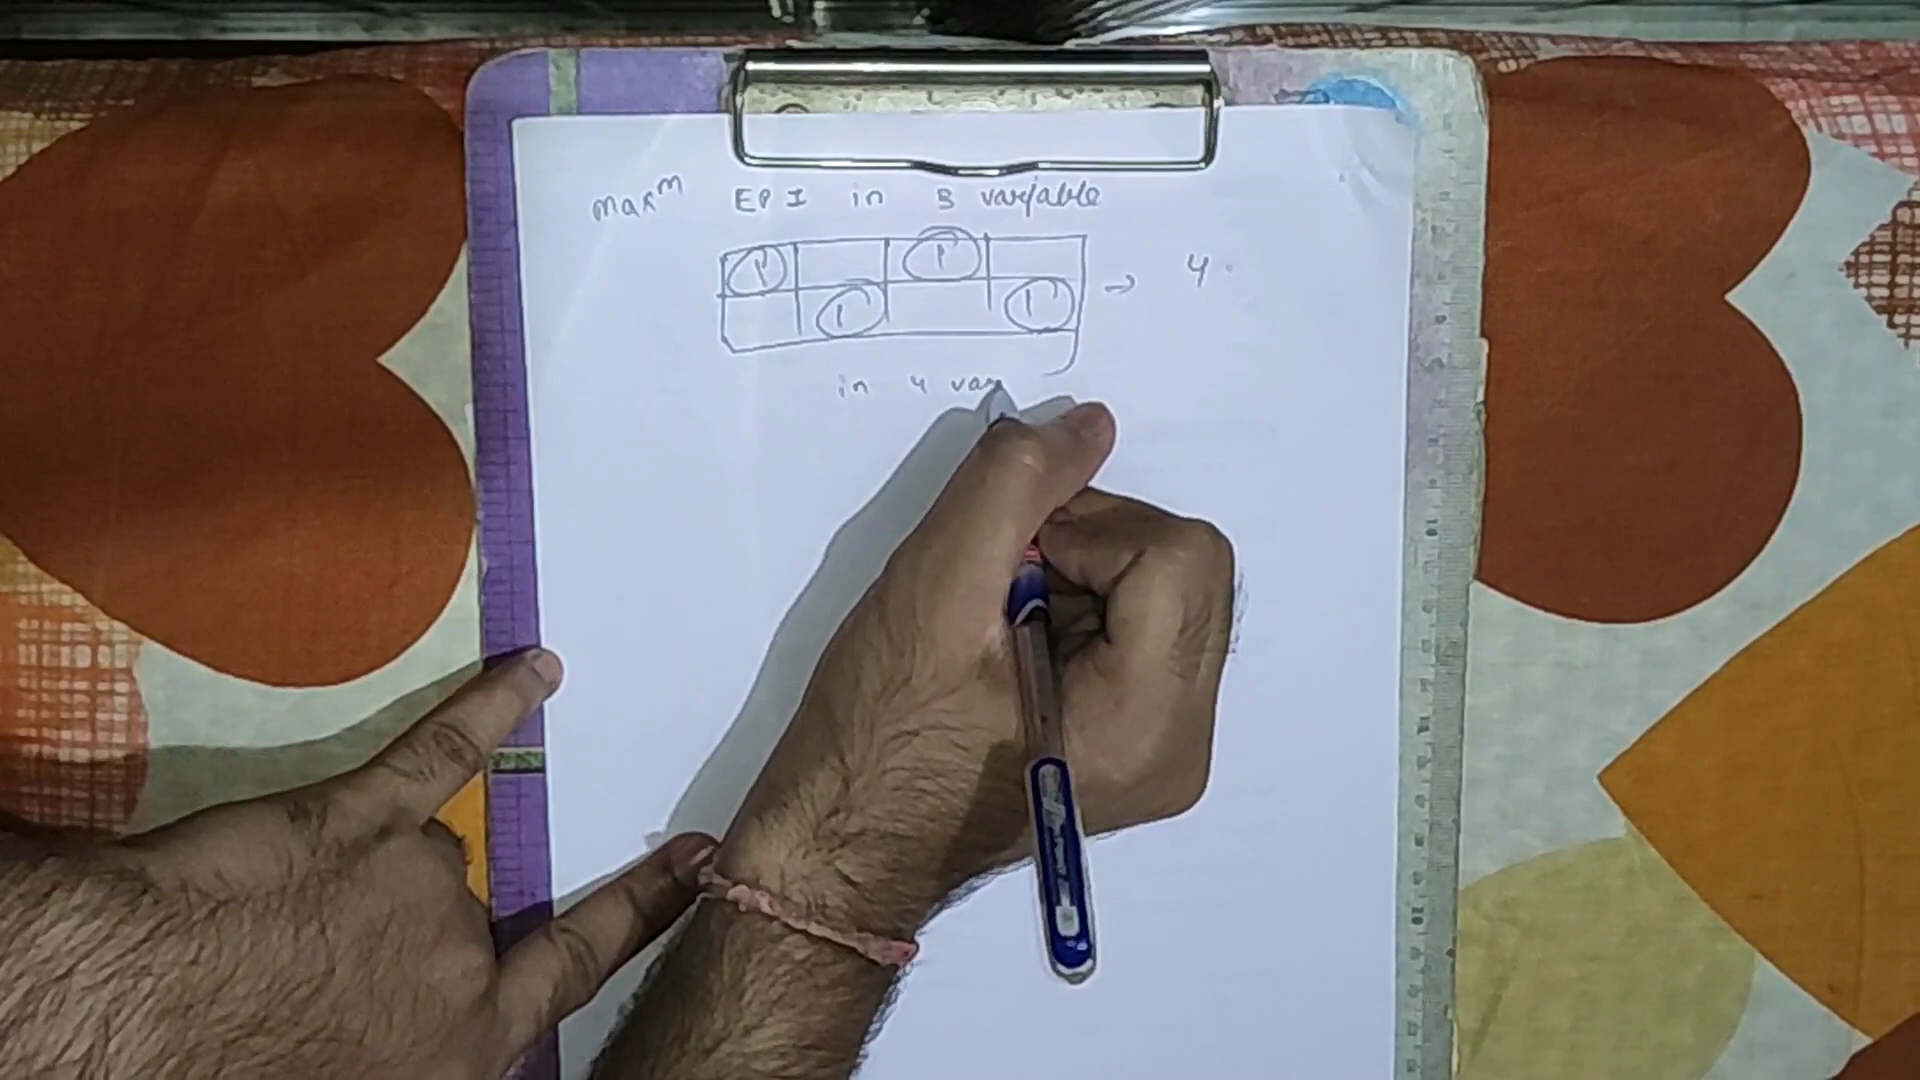 maxᵐ EPI in 3 variable
1 1 → 4
1 1
in 4 var